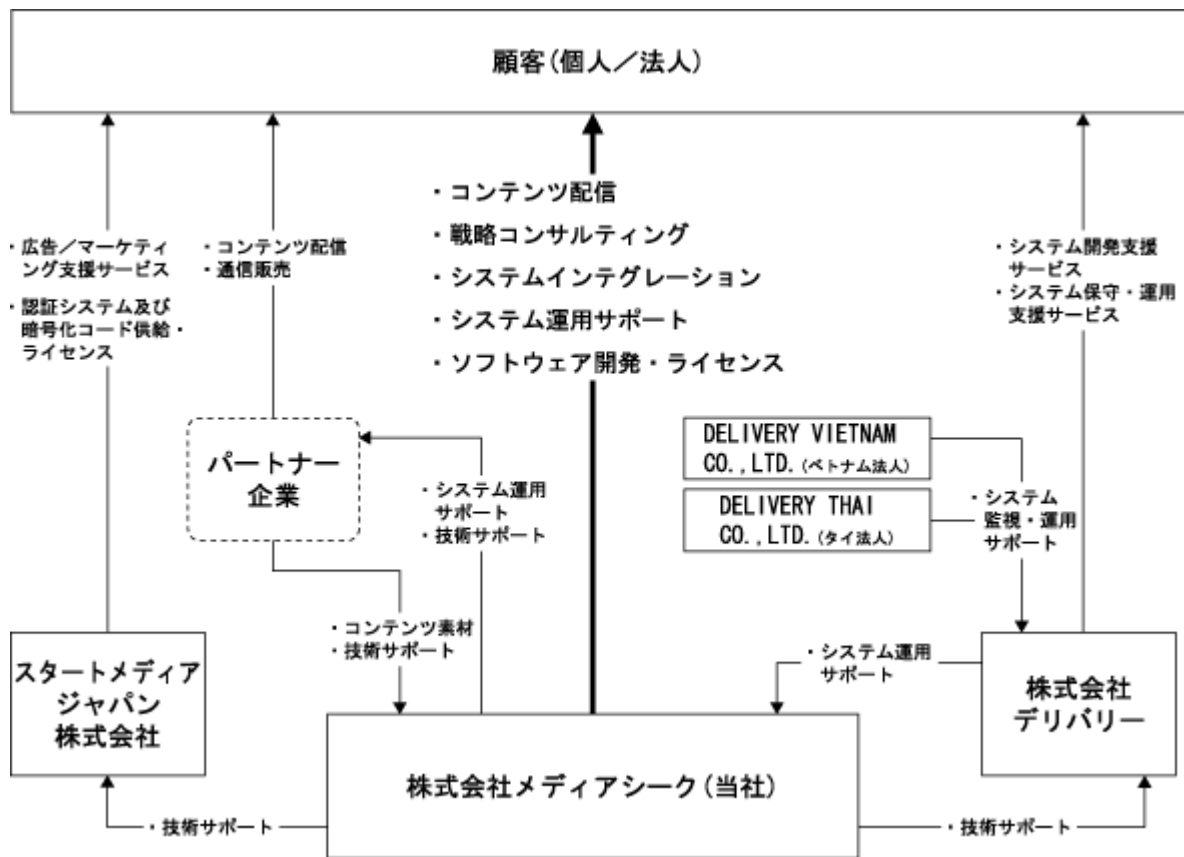 顧客(個人／法人)
・コンテンツ配信
・戦略コンサルティング
・システムインテグレーション
・システム運用サポート
・ソフトウェア開発・ライセンス
・広告／マーケティ
ング支援サービス
・認証システム及び
暗号化コード供給・
ライセンス
・コンテンツ配信
・通信販売
・システム開発支援
サービス
・システム保守・運用
支援サービス
パートナー
企業
・システム運用
サポート
・技術サポート
DELIVERY VIETNAM
CO.,LTD.(ベトナム法人)
DELIVERY THAI
CO.,LTD.(タイ法人)
・システム
監視・運用
サポート
・コンテンツ素材
・技術サポート
・システム運用
サポート
スタートメディア
ジャパン
株式会社
株式会社メディアシーク(当社)
株式会社
デリバリー
・技術サポート
・技術サポート